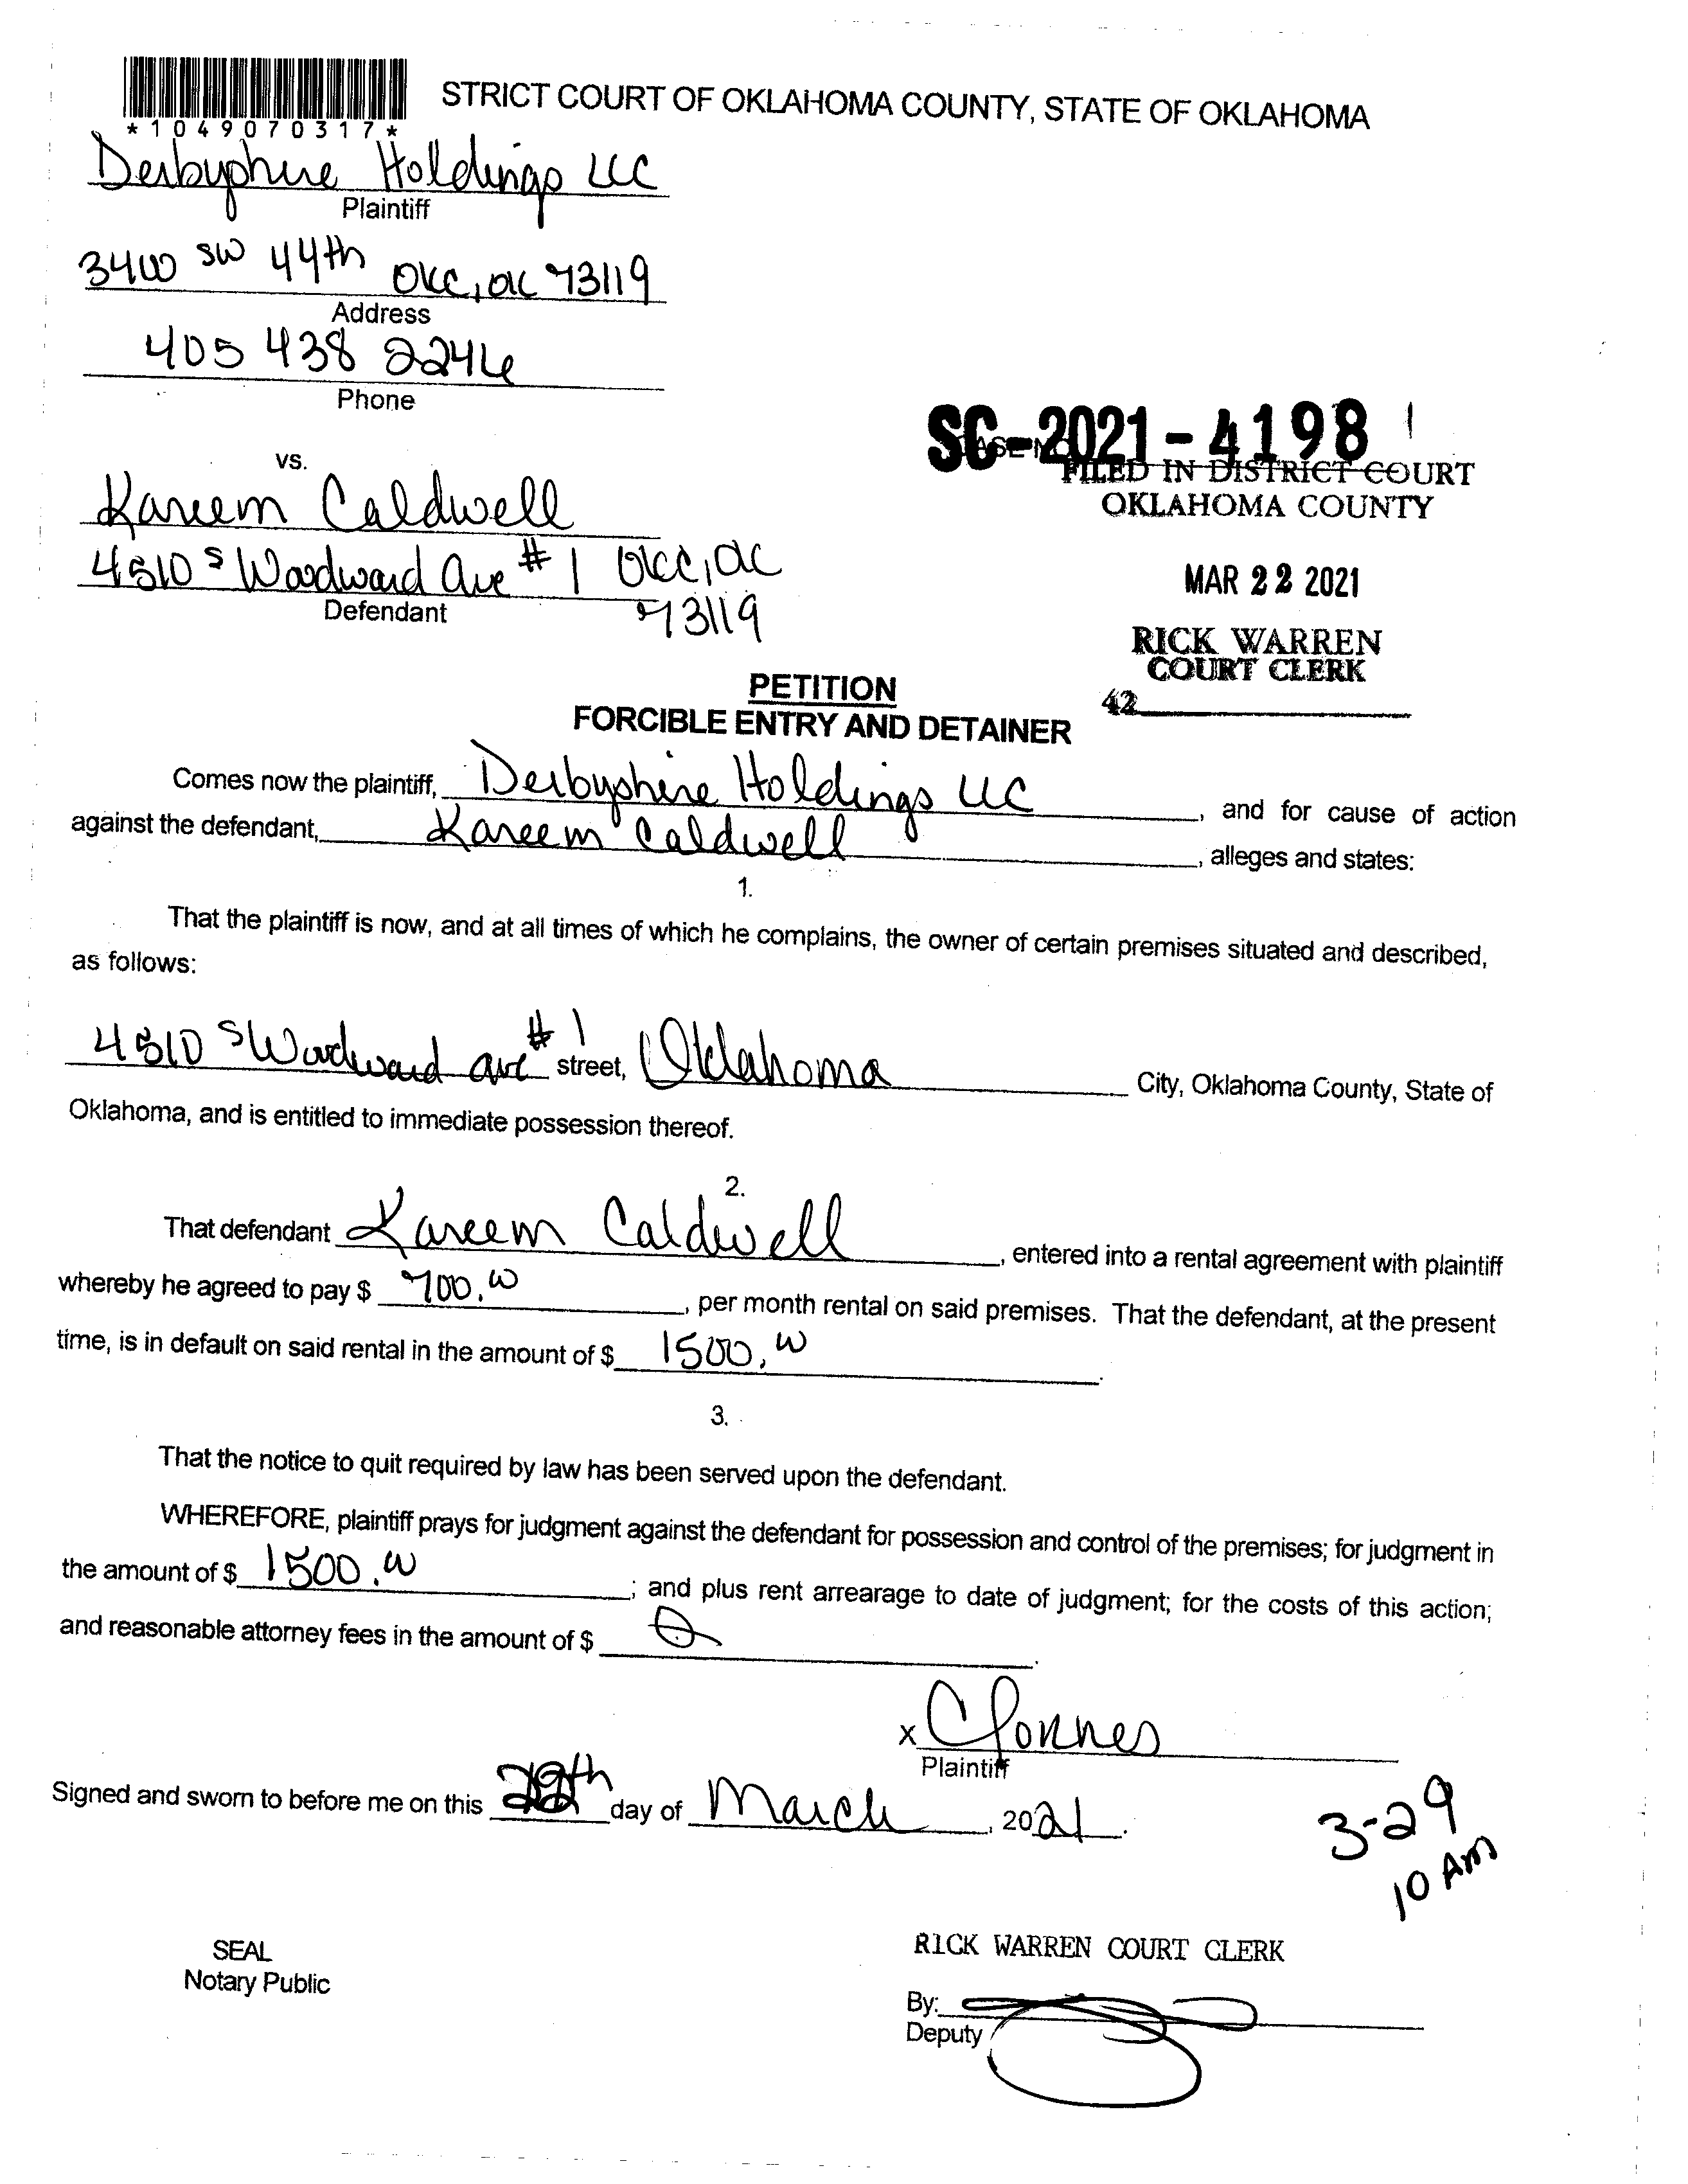 *1049070317*
STRICT COURT OF OKLAHOMA COUNTY, STATE OF OKLAHOMA
Derbyshire Holdings LLC
Plaintiff
3400 SW 44th OKC, OK 73119
Address
405 438 2246
Phone
vs.
SC-2021-4198
FILED IN DISTRICT COURT
OKLAHOMA COUNTY
Kareem Caldwell
4510 S Woodward Ave #1 OKC, OK
73119
Defendant
MAR 22 2021
RICK WARREN
COURT CLERK
42
PETITION
FORCIBLE ENTRY AND DETAINER
Comes now the plaintiff, Derbyshire Holdings LLC, and for cause of action
against the defendant, Kareem Caldwell, alleges and states:
1.
That the plaintiff is now, and at all times of which he complains, the owner of certain premises situated and described,
as follows:
4510 S Woodward Ave #1 street, Oklahoma City, Oklahoma County, State of
Oklahoma, and is entitled to immediate possession thereof.
2.
That defendant Kareem Caldwell, entered into a rental agreement with plaintiff
whereby he agreed to pay $ 700.00, per month rental on said premises. That the defendant, at the present
time, is in default on said rental in the amount of $ 1500.00.
3.
That the notice to quit required by law has been served upon the defendant.
WHEREFORE, plaintiff prays for judgment against the defendant for possession and control of the premises; for judgment in
the amount of $ 1500.00; and plus rent arrearage to date of judgment; for the costs of this action;
and reasonable attorney fees in the amount of $ 0.
x
Plaintiff
Signed and sworn to before me on this 22th day of March, 2021.
3-29
10 AM
SEAL
Notary Public
RICK WARREN COURT CLERK
By:
Deputy